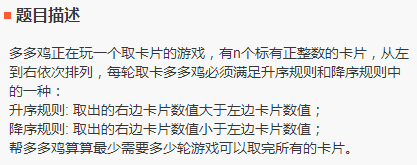 题目描述
多多鸡正在玩一个取卡片的游戏，有n个标有正整数的卡片，从左
到右依次排列，每轮取卡多多鸡必须满足升序规则和降序规则中
的一种：
升序规则: 取出的右边卡片数值大于左边卡片数值；
降序规则: 取出的右边卡片数值小于左边卡片数值；
帮多多鸡算算最少需要多少轮游戏可以取完所有的卡片。